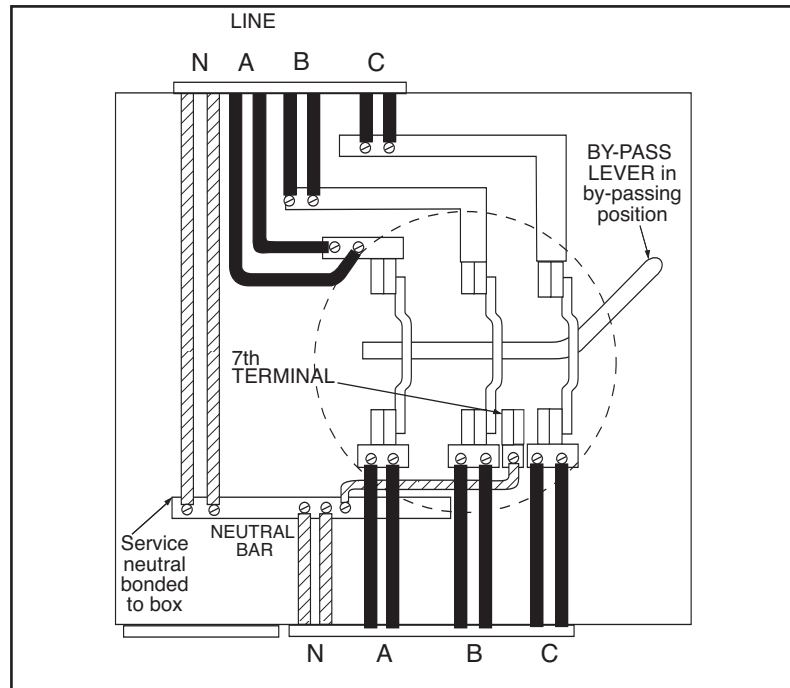 LINE
N A B C
BY-PASS
LEVER in
by-passing
position
7th
TERMINAL
NEUTRAL
BAR
Service
neutral
bonded
to box
N A B C